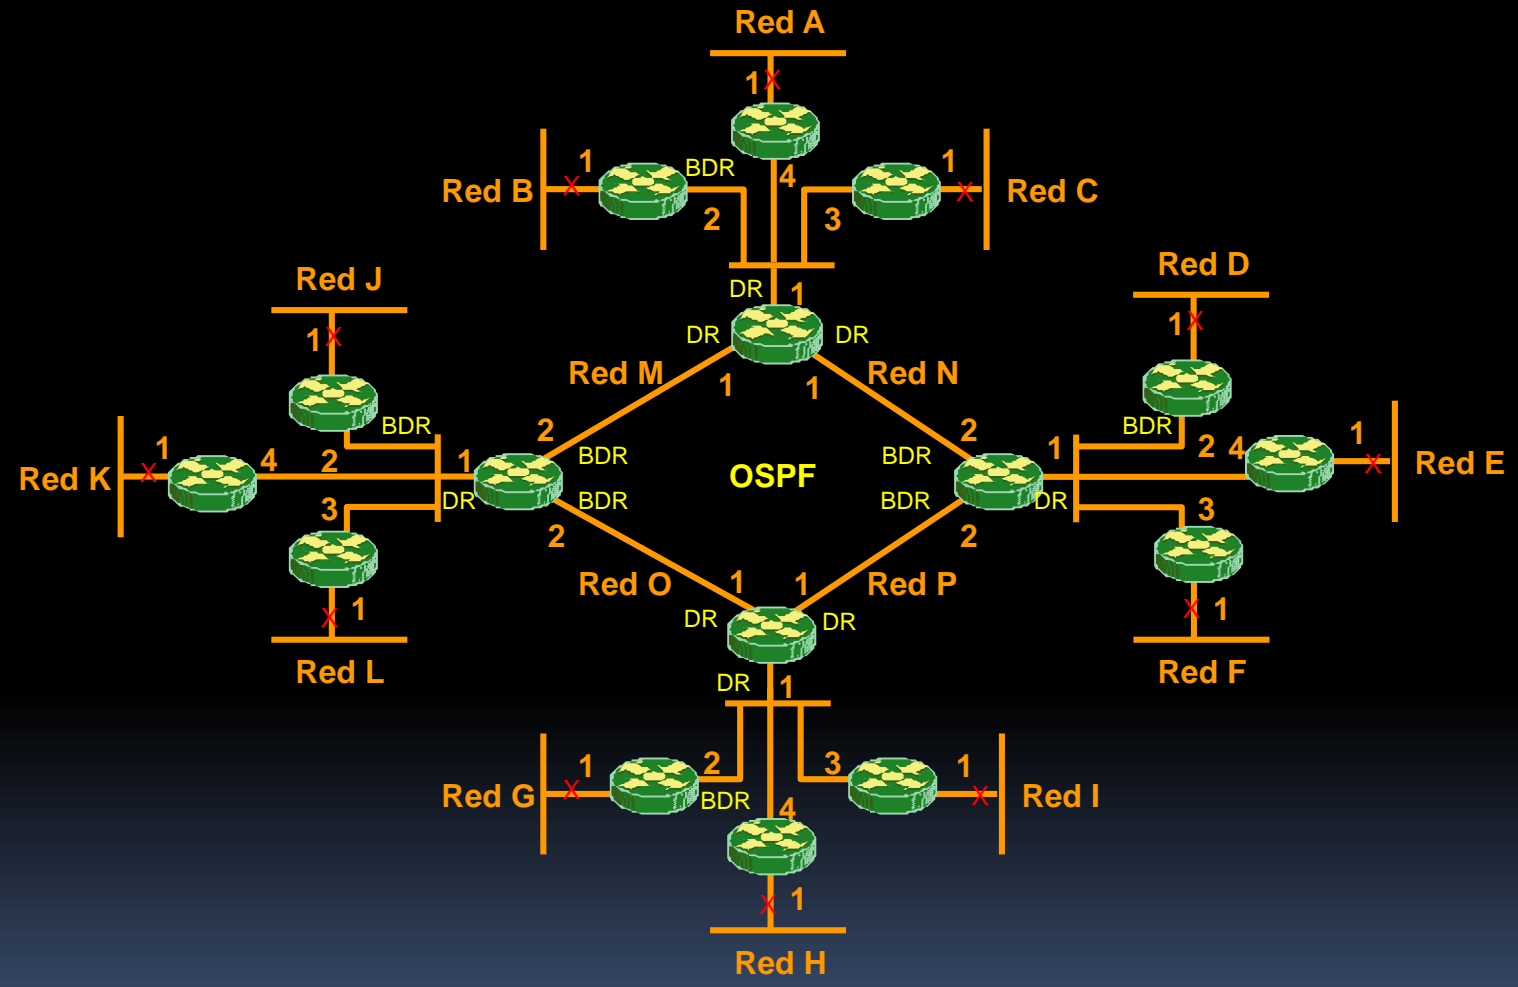 Red A
1 X
1
BDR
1
Red B
X
4
X
Red C
2
3
Red D
Red J
DR
1
1 X
1 X
DR
DR
Red M
Red N
1
1
BDR
BDR
2
2
1
1
1
BDR
BDR
2
4
Red K
X
4
2
1
OSPF
X
Red E
3
DR
BDR
BDR
DR
3
2
2
Red O
1
1
Red P
X
1
DR
DR
X
1
Red L
DR
1
Red F
1
2
3
1
Red G
X
BDR
4
X
Red I
X
1
Red H